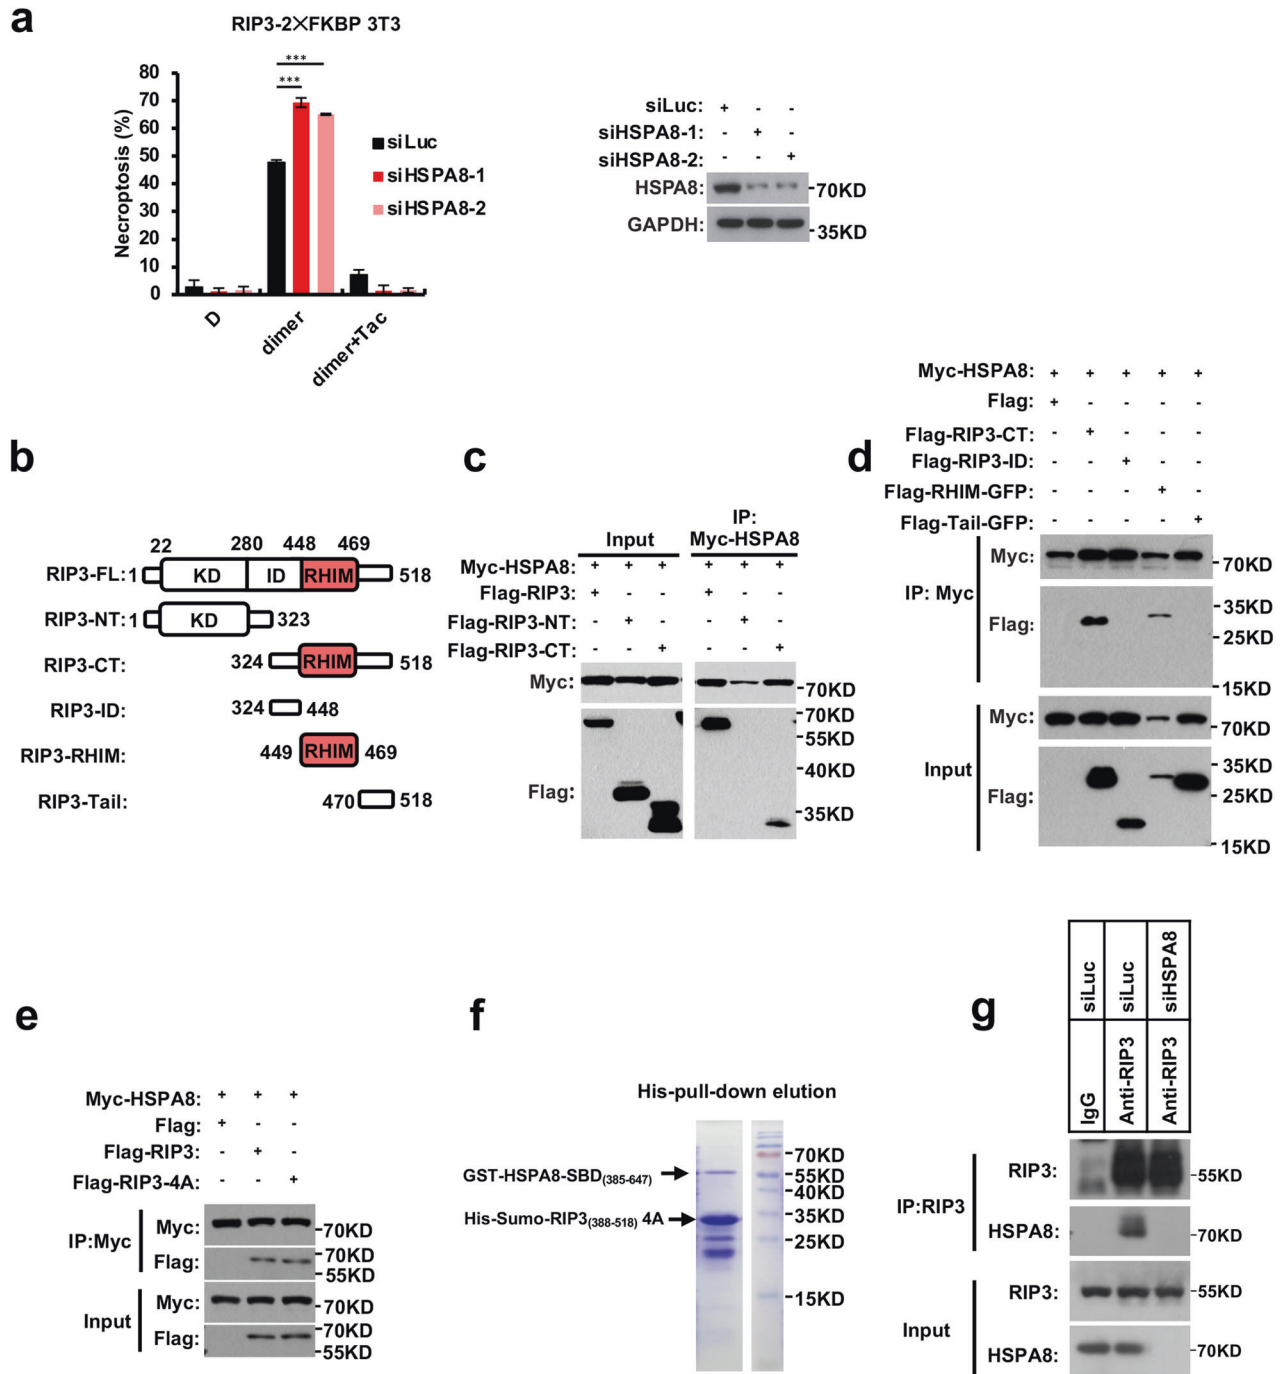 a
RIP3-2×FKBP 3T3
***
***
80
70
60
50
40
30
20
10
0
Necroptosis (%)
siLuc
siHSPA8-1
siHSPA8-2
D
dimer
dimer+Tac
siLuc: + - -
siHSPA8-1: - + -
siHSPA8-2: - - +
HSPA8: -70KD
GAPDH: -35KD
b
22 280 448 469
RIP3-FL: 1 KD ID RHIM 518
RIP3-NT: 1 KD 323
RIP3-CT: 324 RHIM 518
RIP3-ID: 324 448
RIP3-RHIM: 449 RHIM 469
RIP3-Tail: 470 518
c
IP:
Input Myc-HSPA8
Myc-HSPA8: + + + + + +
Flag-RIP3: + - - + - -
Flag-RIP3-NT: - + - - + -
Flag-RIP3-CT: - - + - - +
Myc: -70KD
Flag: -70KD
-55KD
-40KD
-35KD
d
Myc-HSPA8: + + + + +
Flag: + - - - -
Flag-RIP3-CT: - + - - -
Flag-RIP3-ID: - - + - -
Flag-RHIM-GFP: - - - + -
Flag-Tail-GFP: - - - - +
IP: Myc
Myc: -70KD
Flag: -35KD
-25KD
-15KD
Input
Myc: -70KD
Flag: -35KD
-25KD
-15KD
e
Myc-HSPA8: + + +
Flag: + - -
Flag-RIP3: - + -
Flag-RIP3-4A: - - +
IP:Myc
Myc: -70KD
Flag: -70KD
-55KD
Input
Myc: -70KD
Flag: -70KD
-55KD
f
His-pull-down elution
GST-HSPA8-SBD(385-647)
His-Sumo-RIP3(388-518) 4A
-70KD
-55KD
-40KD
-35KD
-25KD
-15KD
g
siLuc siLuc siHSPA8
IgG Anti-RIP3 Anti-RIP3
IP:RIP3
RIP3: -55KD
HSPA8: -70KD
Input
RIP3: -55KD
HSPA8: -70KD